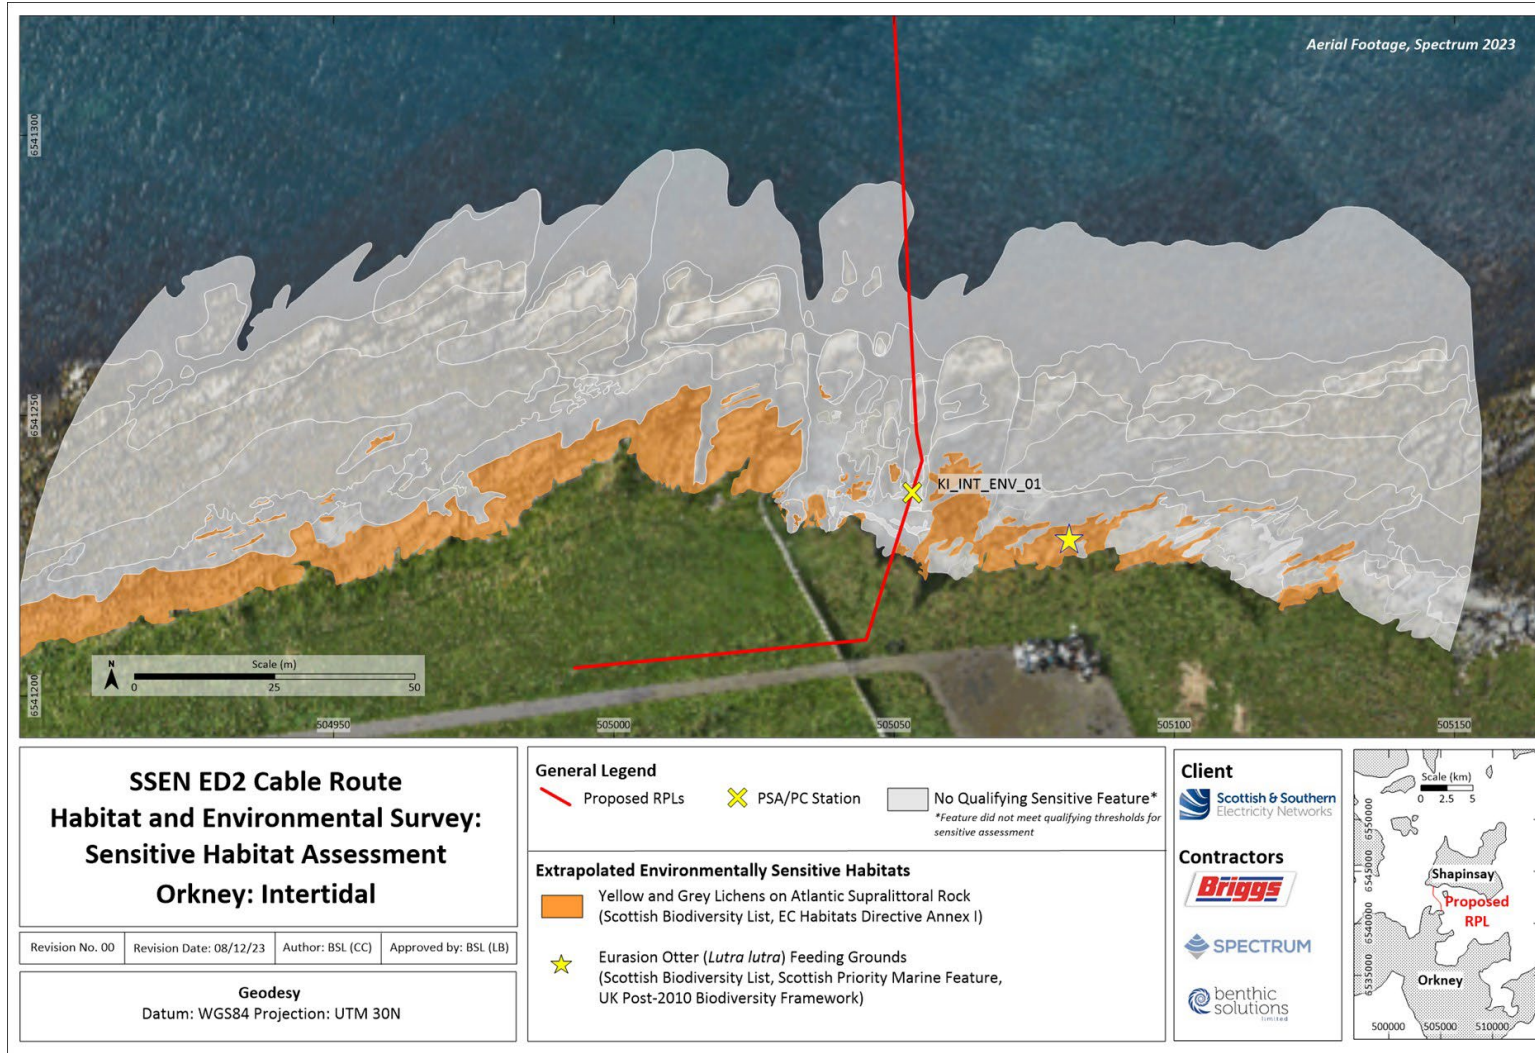 Aerial Footage, Spectrum 2023
6541300
6541250
6541200
KI_INT_ENV_01
N
Scale (m)
0 25 50
504950 505000 505050 505100 505150
SSEN ED2 Cable Route
Habitat and Environmental Survey:
Sensitive Habitat Assessment
Orkney: Intertidal
Revision No. 00 Revision Date: 08/12/23 Author: BSL (CC) Approved by: BSL (LB)
Geodesy
Datum: WGS84 Projection: UTM 30N
General Legend
Proposed RPLs PSA/PC Station No Qualifying Sensitive Feature*
*Feature did not meet qualifying thresholds for
sensitive assessment
Extrapolated Environmentally Sensitive Habitats
Yellow and Grey Lichens on Atlantic Supralittoral Rock
(Scottish Biodiversity List, EC Habitats Directive Annex I)
Eurasion Otter (Lutra lutra) Feeding Grounds
(Scottish Biodiversity List, Scottish Priority Marine Feature,
UK Post-2010 Biodiversity Framework)
Client
Scottish & Southern
Electricity Networks
Contractors
Briggs
SPECTRUM
benthic
solutions
limited
Scale (km)
0 2.5 5
6550000
6545000
6540000
6535000
Shapinsay
Proposed
RPL
Orkney
500000 505000 510000